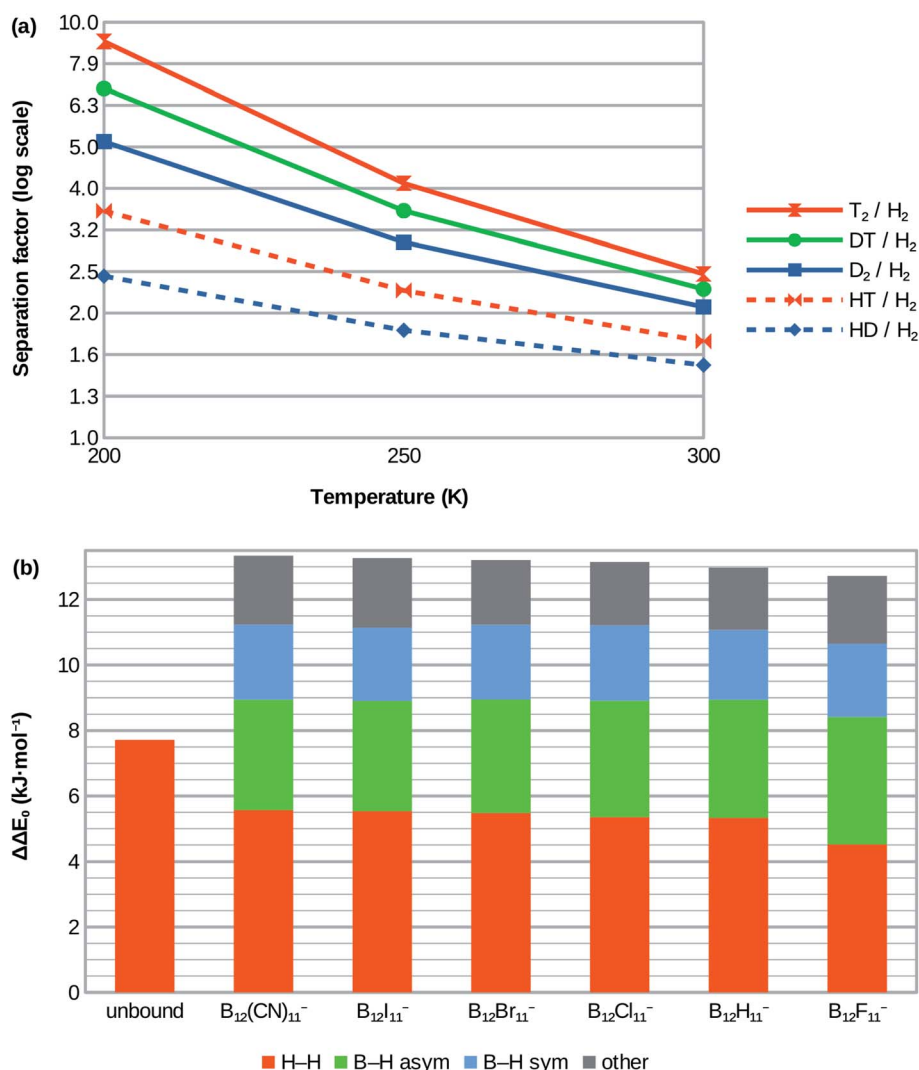 (a)
Separation factor (log scale)
10.0
7.9
6.3
5.0
4.0
3.2
2.5
2.0
1.6
1.3
1.0
200
250
300
Temperature (K)
T₂ / H₂
DT / H₂
D₂ / H₂
HT / H₂
HD / H₂
(b)
ΔΔE₀ (kJ·mol⁻¹)
12
10
8
6
4
2
0
unbound
B₁₂(CN)₁₁⁻
B₁₂I₁₁⁻
B₁₂Br₁₁⁻
B₁₂Cl₁₁⁻
B₁₂H₁₁⁻
B₁₂F₁₁⁻
H–H
B–H asym
B–H sym
other